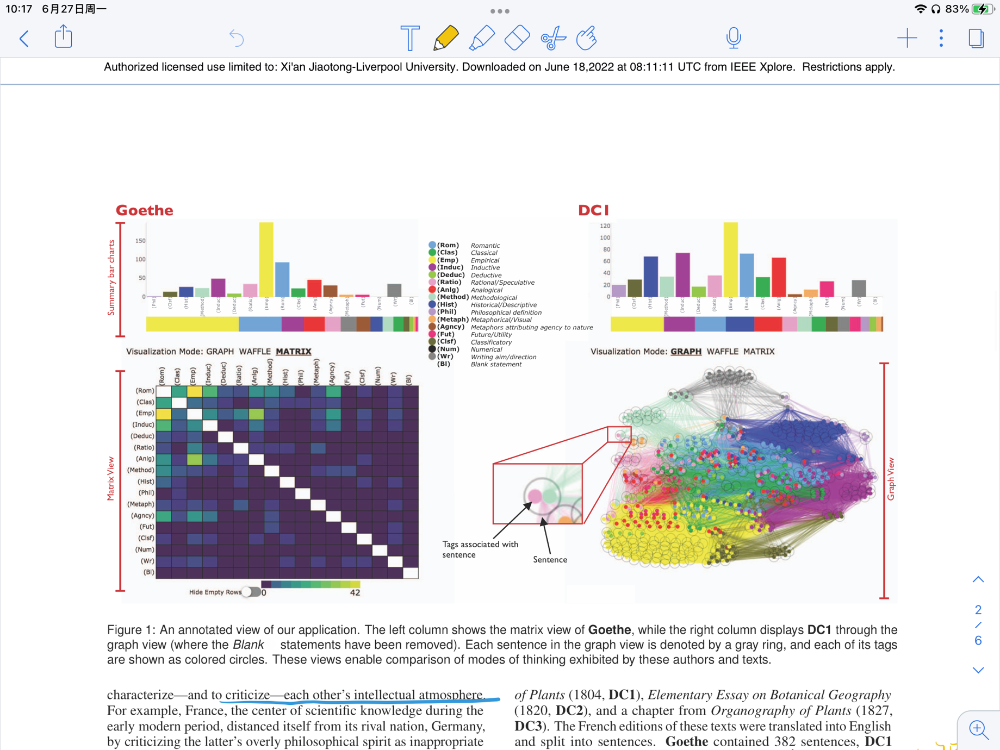 10:17 6月27日周一
83%
Authorized licensed use limited to: Xi'an Jiaotong-Liverpool University. Downloaded on June 18,2022 at 08:11:11 UTC from IEEE Xplore. Restrictions apply.
Goethe
Summary bar charts
150
100
50
0
(Phil) (Clsf) (Hist) (Method) (Induc) (Deduc) (Ratio) (Emp) (Rom) (Clas) (Anlg) (Agncy) (Metaph) (Fut) (Num) (Wr) (Bl)
(Rom) Romantic
(Clas) Classical
(Emp) Empirical
(Induc) Inductive
(Deduc) Deductive
(Ratio) Rational/Speculative
(Anlg) Analogical
(Method) Methodological
(Hist) Historical/Descriptive
(Phil) Philosophical definition
(Metaph) Metaphorical/Visual
(Agncy) Metaphors attributing agency to nature
(Fut) Future/Utility
(Clsf) Classificatory
(Num) Numerical
(Wr) Writing aim/direction
(Bl) Blank statement
DC1
120
100
80
60
40
20
0
(Phil) (Clsf) (Hist) (Method) (Induc) (Deduc) (Ratio) (Emp) (Rom) (Clas) (Anlg) (Agncy) (Metaph) (Fut) (Num) (Wr) (Bl)
Visualization Mode: GRAPH WAFFLE MATRIX
Matrix View
(Rom) (Clas) (Emp) (Induc) (Deduc) (Ratio) (Anlg) (Method) (Hist) (Phil) (Metaph) (Agncy) (Fut) (Clsf) (Num) (Wr) (Bl)
(Rom)
(Clas)
(Emp)
(Induc)
(Deduc)
(Ratio)
(Anlg)
(Method)
(Hist)
(Phil)
(Metaph)
(Agncy)
(Fut)
(Clsf)
(Num)
(Wr)
(Bl)
Hide Empty Rows
0 42
Visualization Mode: GRAPH WAFFLE MATRIX
Graph View
Tags associated with
sentence
Sentence
Figure 1: An annotated view of our application. The left column shows the matrix view of Goethe, while the right column displays DC1 through the
graph view (where the Blank statements have been removed). Each sentence in the graph view is denoted by a gray ring, and each of its tags
are shown as colored circles. These views enable comparison of modes of thinking exhibited by these authors and texts.
characterize—and to criticize—each other's intellectual atmosphere.
For example, France, the center of scientific knowledge during the
early modern period, distanced itself from its rival nation, Germany,
by criticizing the latter's overly philosophical spirit as inappropriate
of Plants (1804, DC1), Elementary Essay on Botanical Geography
(1820, DC2), and a chapter from Organography of Plants (1827,
DC3). The French editions of these texts were translated into English
and split into sentences. Goethe contained 382 sentences, DC1
2
/
6